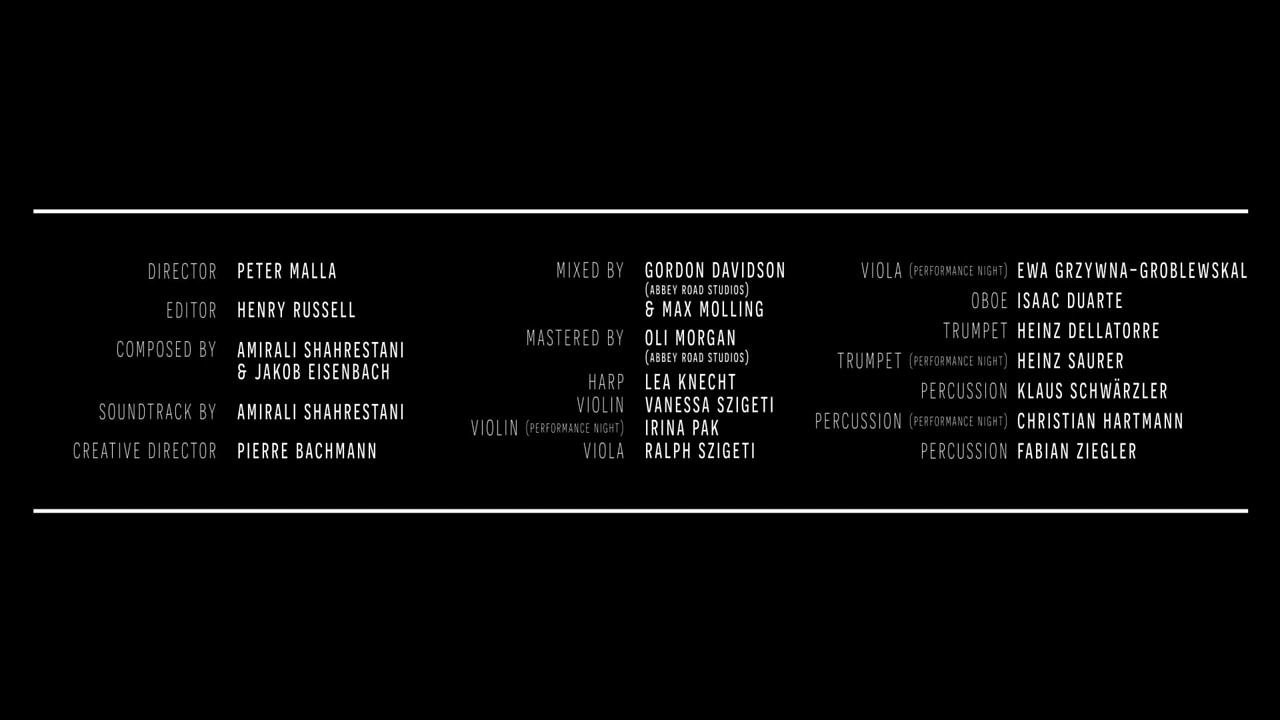 DIRECTOR PETER MALLA
EDITOR HENRY RUSSELL
COMPOSED BY AMIRALI SHAHRESTANI
& JAKOB EISENBACH
SOUNDTRACK BY AMIRALI SHAHRESTANI
CREATIVE DIRECTOR PIERRE BACHMANN
MIXED BY GORDON DAVIDSON
(ABBEY ROAD STUDIOS)
& MAX MOLLING
MASTERED BY OLI MORGAN
(ABBEY ROAD STUDIOS)
HARP LEA KNECHT
VIOLIN VANESSA SZIGETI
VIOLIN (PERFORMANCE NIGHT) IRINA PAK
VIOLA RALPH SZIGETI
VIOLA (PERFORMANCE NIGHT) EWA GRZYWNA-GROBLEWSKAL
OBOE ISAAC DUARTE
TRUMPET HEINZ DELLATORRE
TRUMPET (PERFORMANCE NIGHT) HEINZ SAURER
PERCUSSION KLAUS SCHWÄRZLER
PERCUSSION (PERFORMANCE NIGHT) CHRISTIAN HARTMANN
PERCUSSION FABIAN ZIEGLER